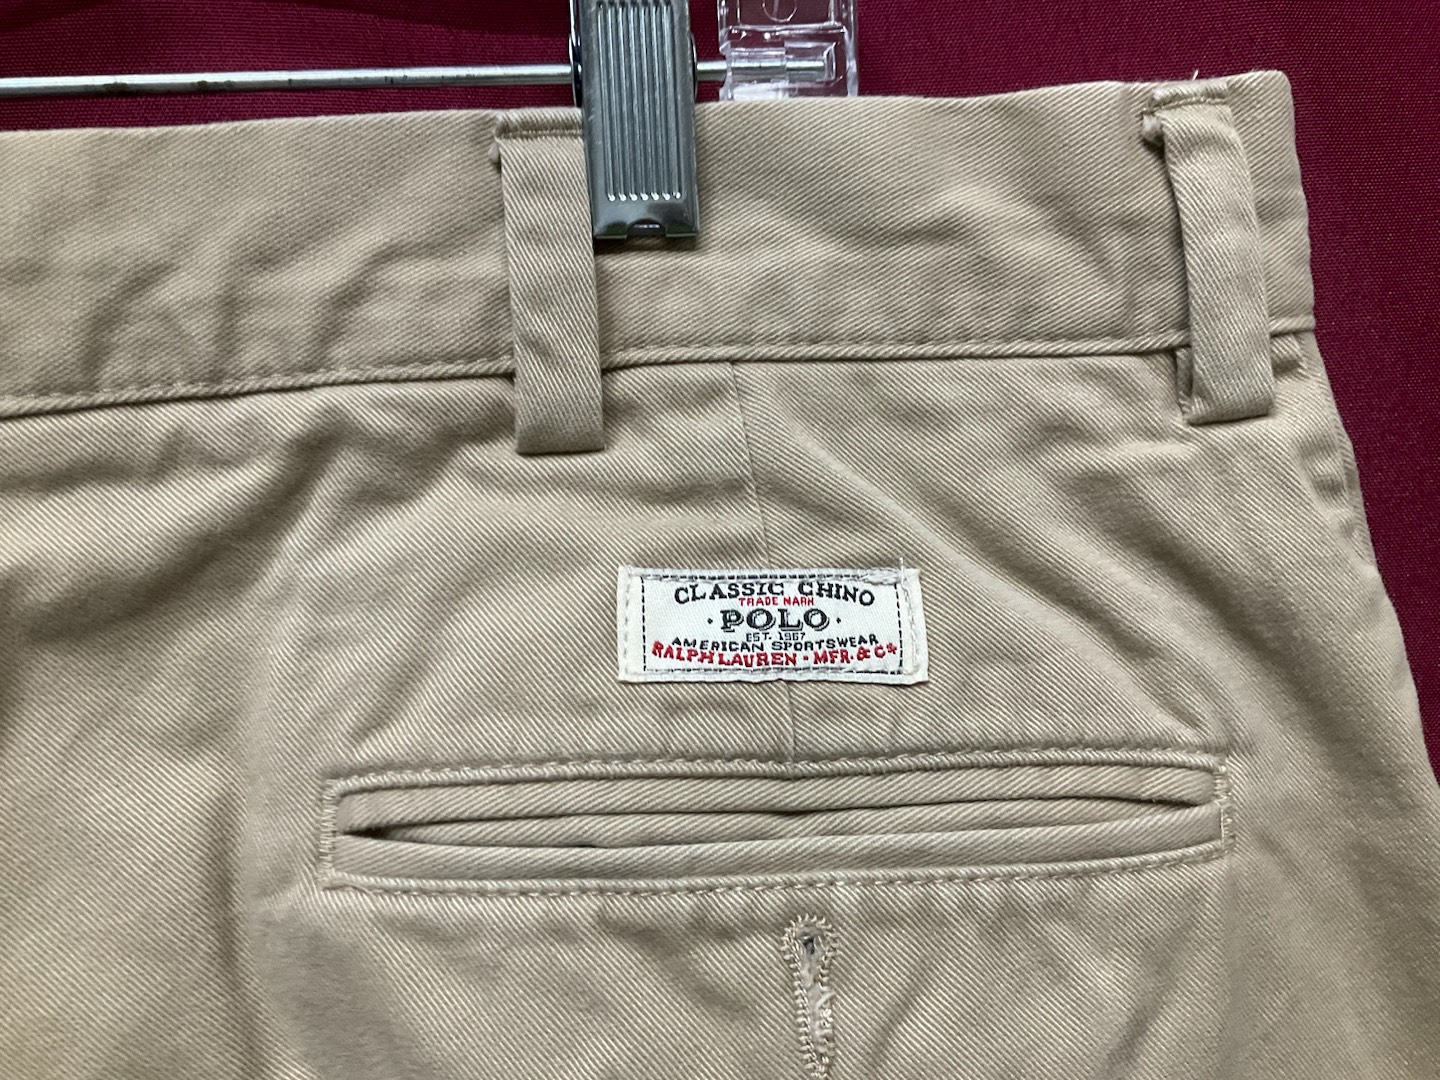 CLASSIC CHINO
TRADE MARK
· POLO ·
EST. 1967
AMERICAN SPORTSWEAR
RALPH LAUREN - MFR. & Cº